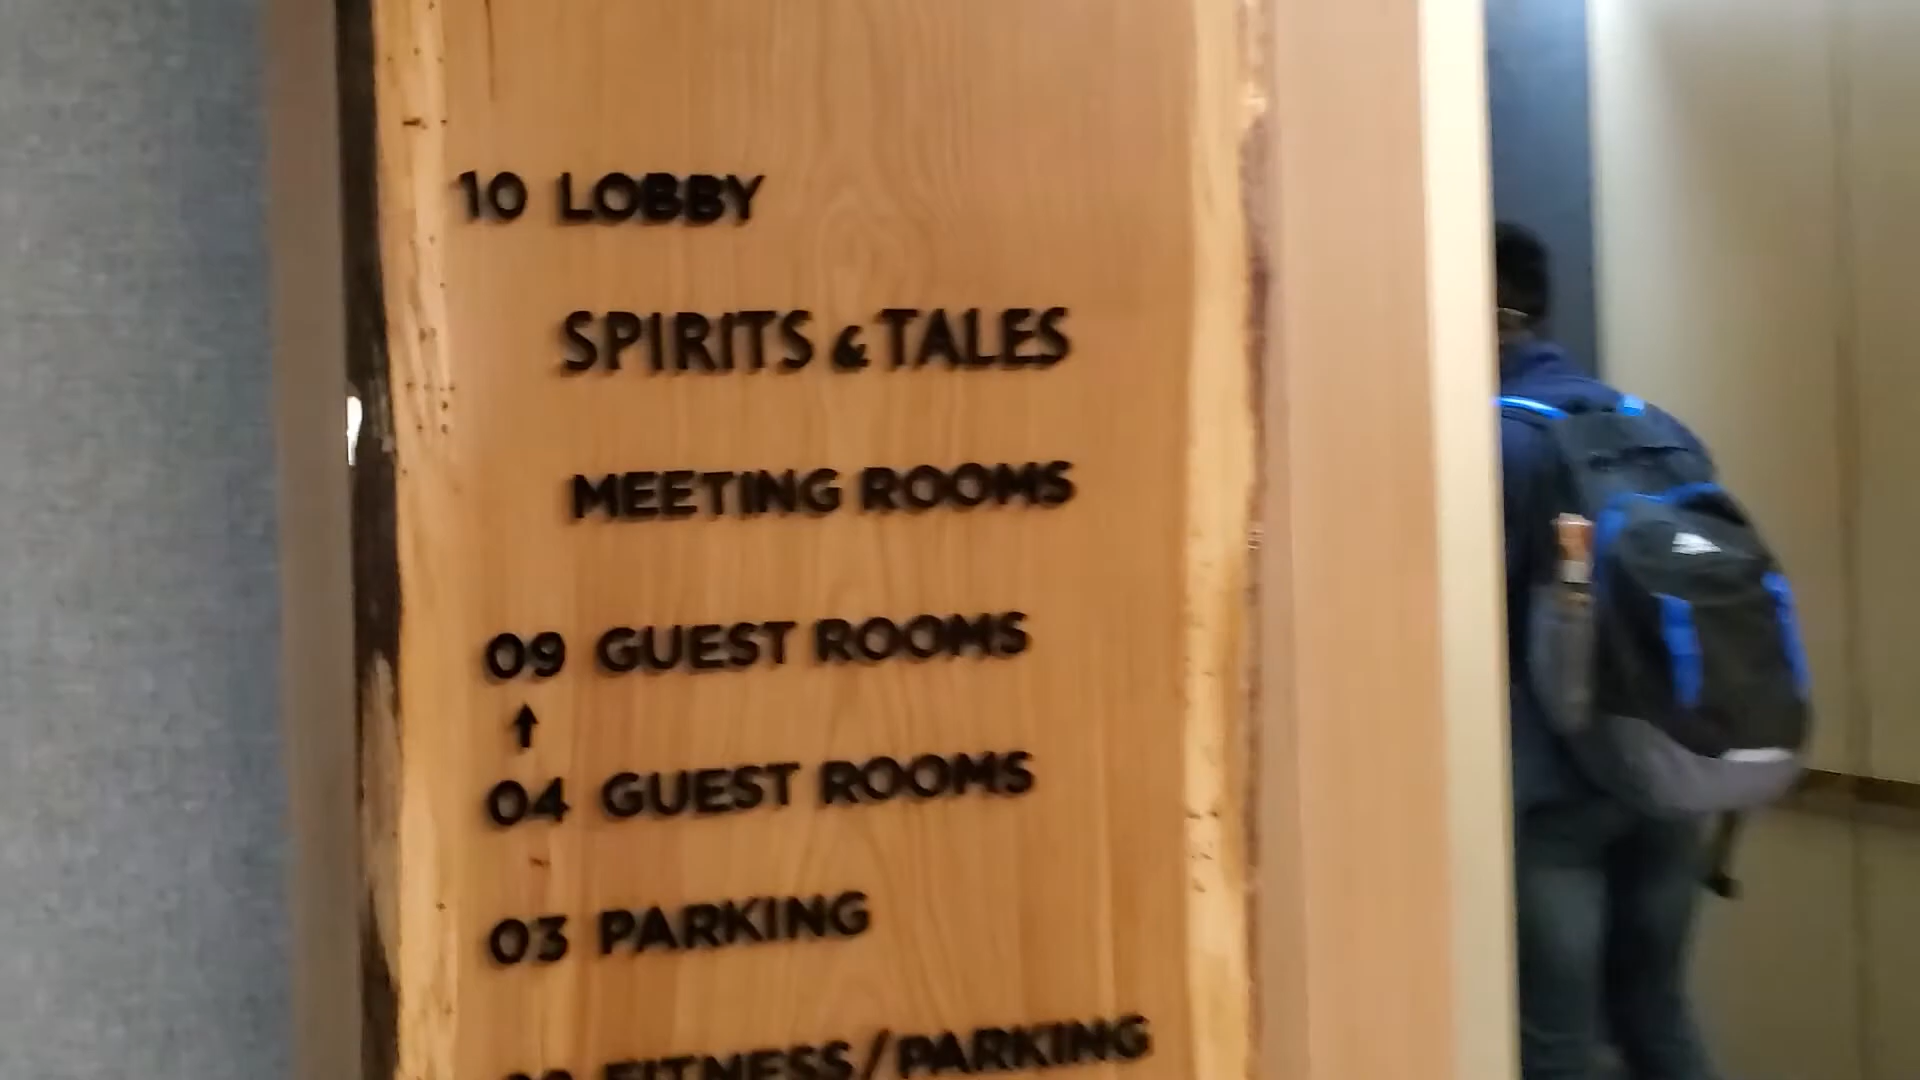 10 LOBBY
SPIRITS & TALES
MEETING ROOMS
09 GUEST ROOMS
↑
04 GUEST ROOMS
03 PARKING
FITNESS/PARKING